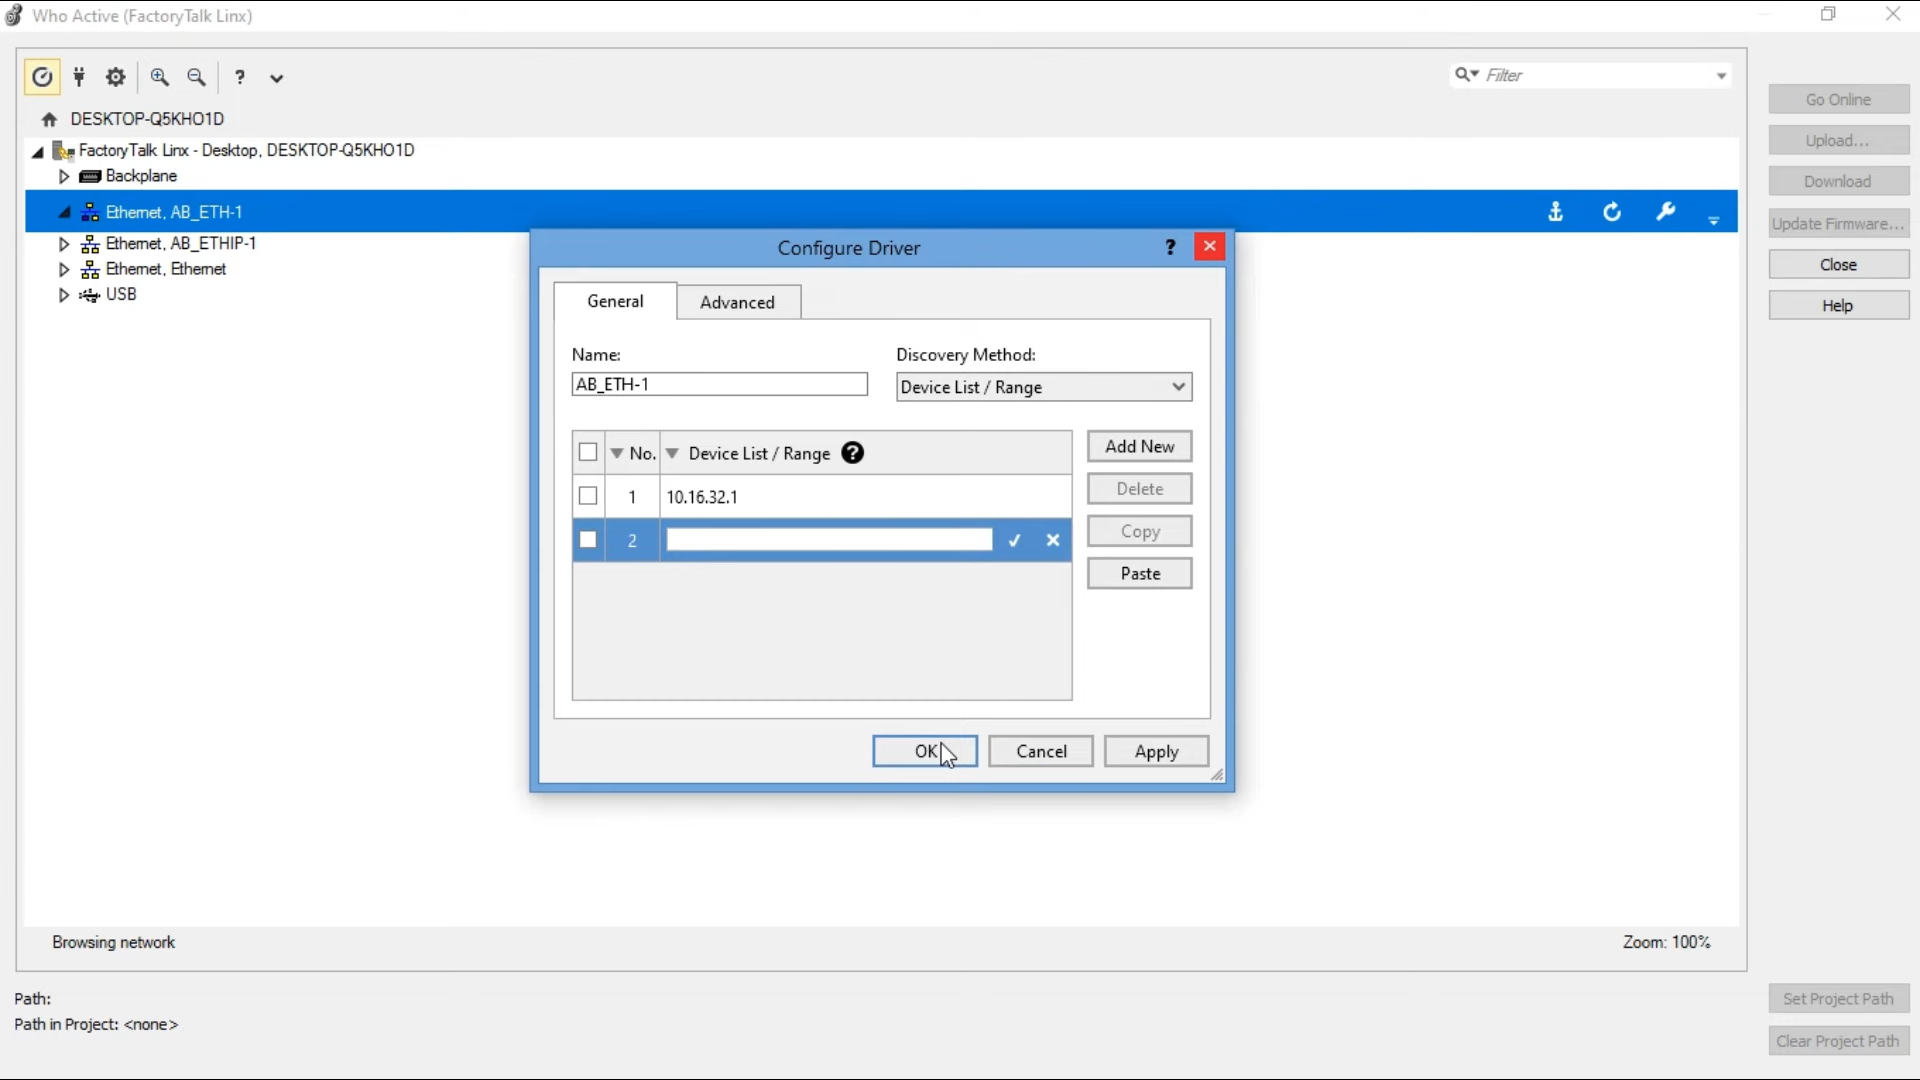 Who Active (FactoryTalk Linx)
?
Filter
DESKTOP-Q5KHO1D
FactoryTalk Linx - Desktop, DESKTOP-Q5KHO1D
Backplane
Ethernet, AB_ETH-1
Ethernet, AB_ETHIP-1
Ethernet, Ethernet
USB
Configure Driver ?
General
Advanced
Name:
Discovery Method:
AB_ETH-1
Device List / Range
No.
Device List / Range ?
1
10.16.32.1
2
Add New
Delete
Copy
Paste
OK
Cancel
Apply
Go Online
Upload...
Download
Update Firmware...
Close
Help
Browsing network
Zoom: 100%
Path:
Path in Project: <none>
Set Project Path
Clear Project Path